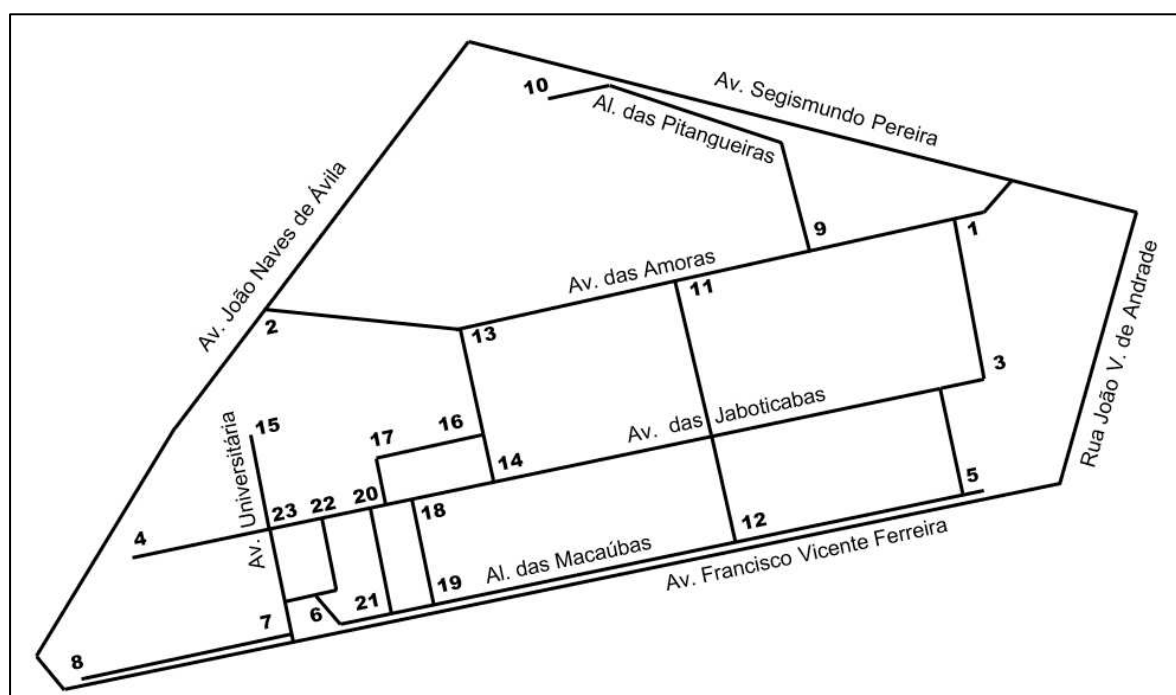 10
Av. Segismundo Pereira
Al. das Pitangueiras
Av. João Naves de Ávila
9
1
Av. das Amoras
11
2
13
3
Av. das Jaboticabas
15
17
16
14
Av. Universitária
4
23
22
20
18
5
12
Al. das Macaúbas
19
Av. Francisco Vicente Ferreira
Rua João V. de Andrade
21
6
7
8